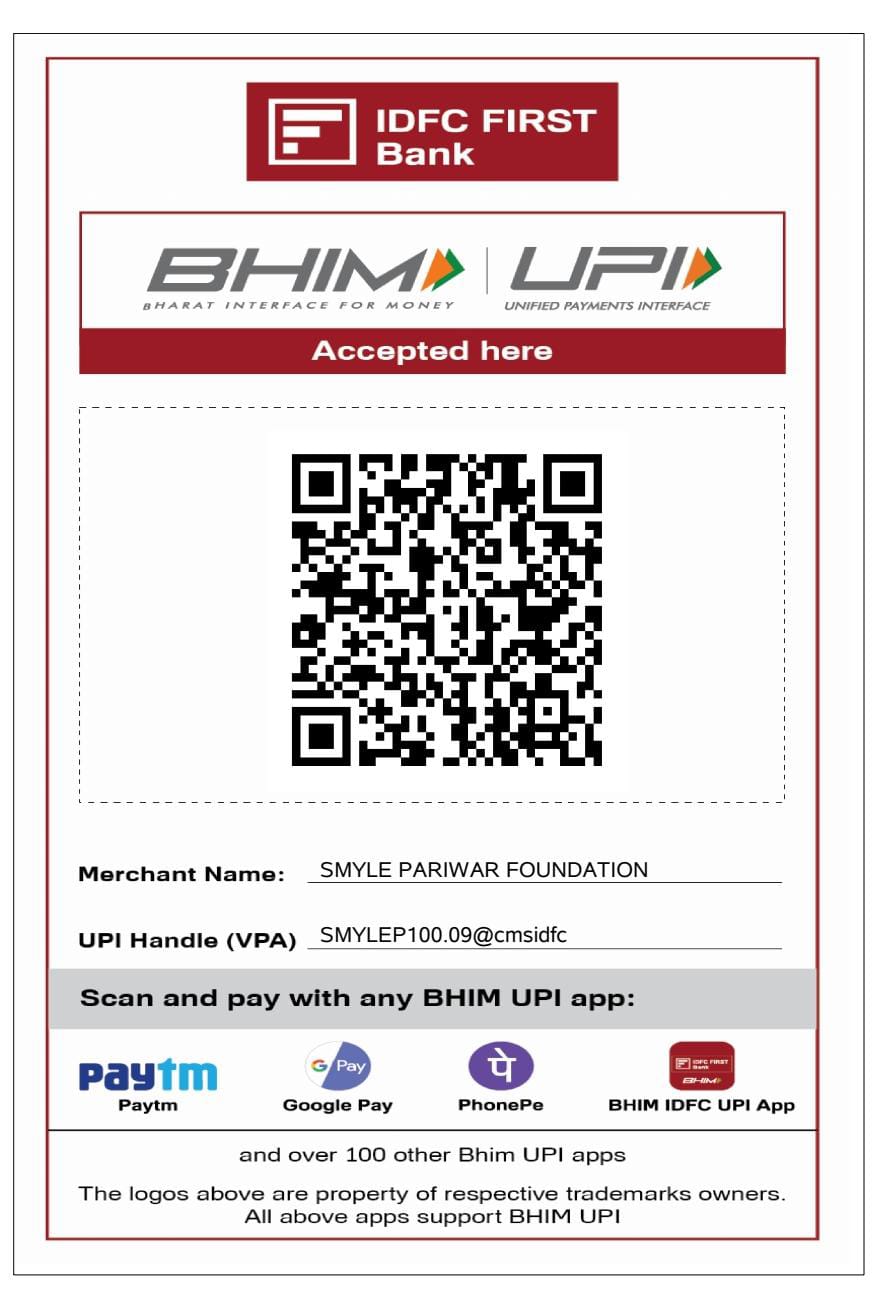 IDFC FIRST
Bank
BHIM UPI
BHARAT INTERFACE FOR MONEY UNIFIED PAYMENTS INTERFACE
Accepted here
Merchant Name: SMYLE PARIWAR FOUNDATION
UPI Handle (VPA) SMYLEP100.09@cmsidfc
Scan and pay with any BHIM UPI app:
paytm G Pay पे IDFC FIRST Bank BHIM
Paytm Google Pay PhonePe BHIM IDFC UPI App
and over 100 other Bhim UPI apps
The logos above are property of respective trademarks owners.
All above apps support BHIM UPI